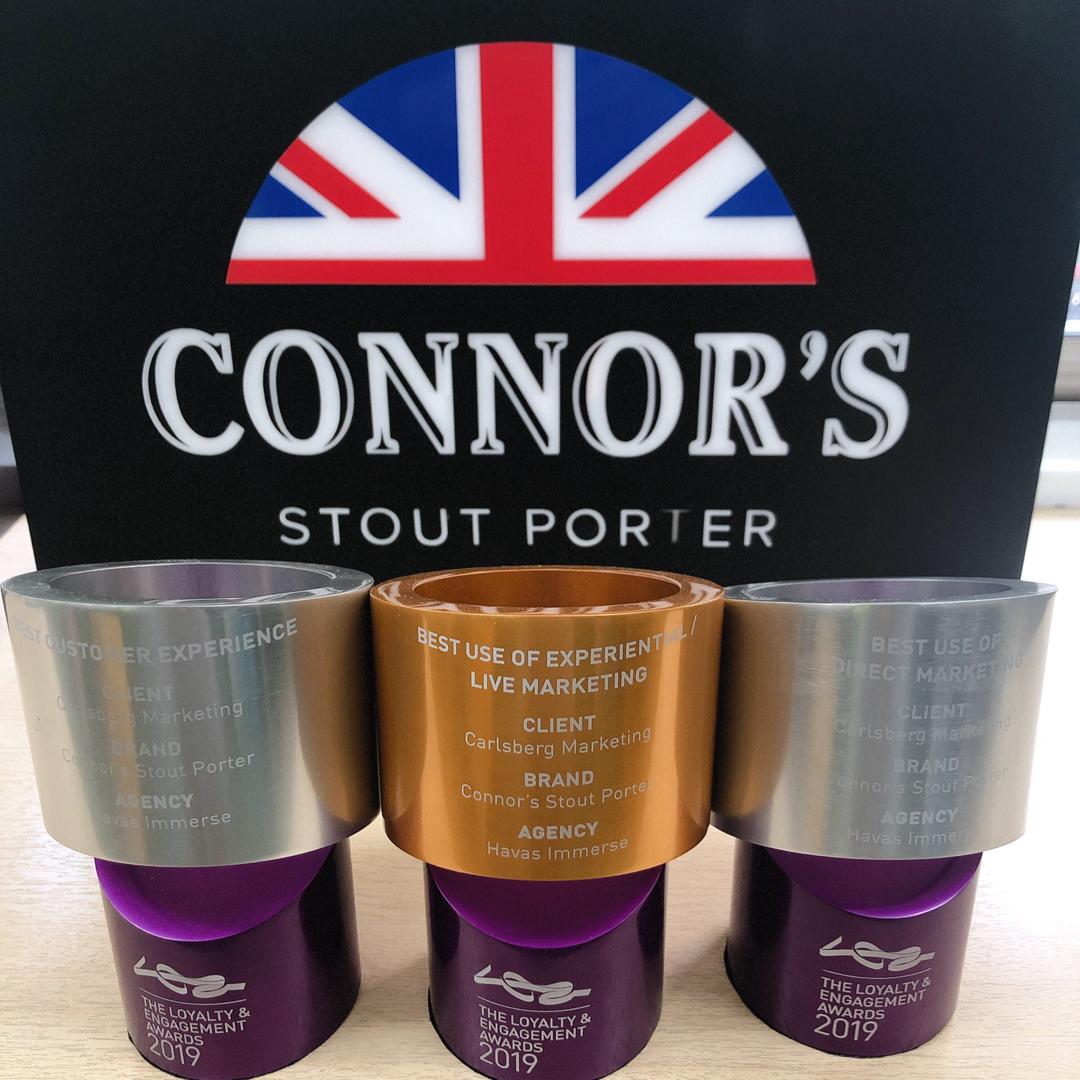 CONNOR'S
STOUT PORTER
BEST CUSTOMER EXPERIENCE
CLIENT
Carlsberg Marketing
BRAND
Connor's Stout Porter
AGENCY
Havas Immerse
THE LOYALTY &
ENGAGEMENT
AWARDS
2019
BEST USE OF EXPERIENTIAL /
LIVE MARKETING
CLIENT
Carlsberg Marketing
BRAND
Connor's Stout Porter
AGENCY
Havas Immerse
THE LOYALTY &
ENGAGEMENT
AWARDS
2019
BEST USE OF
DIRECT MARKETING
CLIENT
Carlsberg Marketing
BRAND
Connor's Stout Porter
AGENCY
Havas Immerse
THE LOYALTY &
ENGAGEMENT
AWARDS
2019